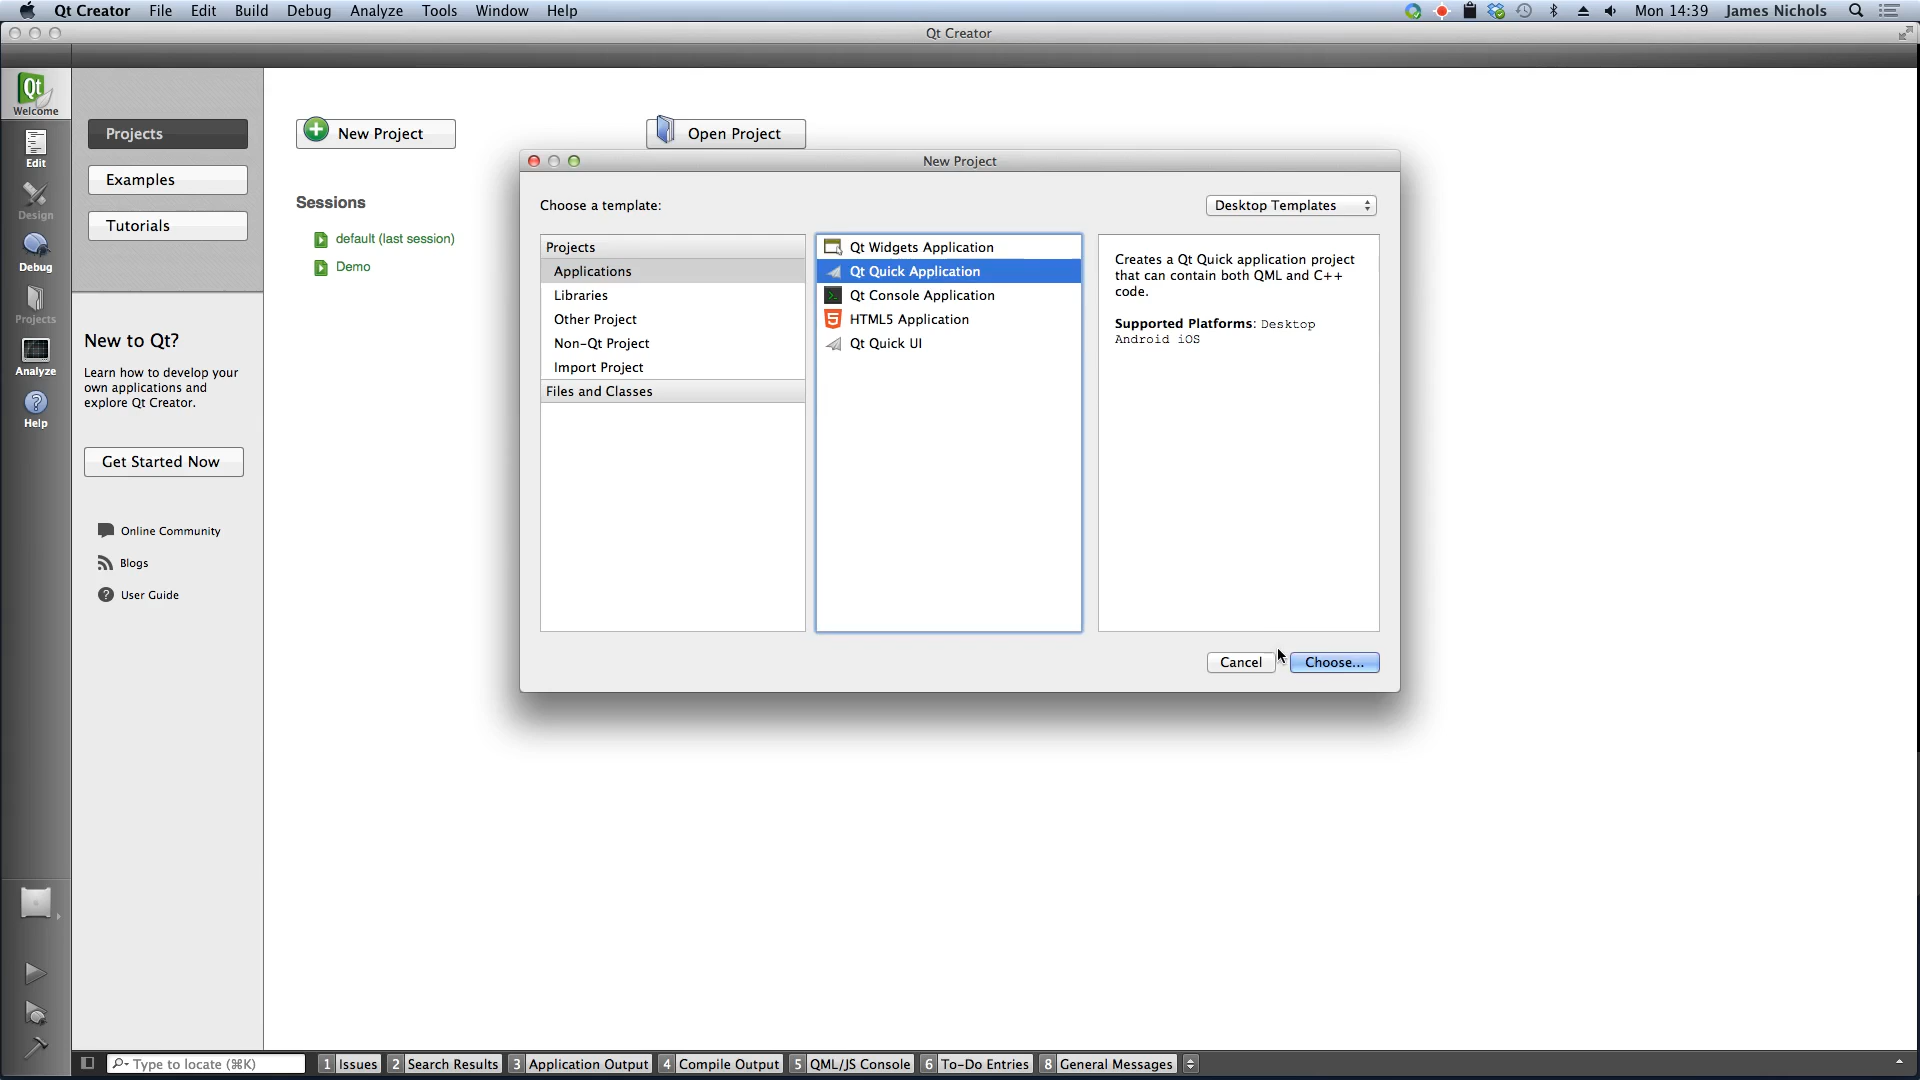 Qt Creator File Edit Build Debug Analyze Tools Window Help Mon 14:39 James Nichols
Qt Creator
Qt
Welcome
Edit
Design
Debug
Projects
Analyze
Help
Projects
Examples
Tutorials
New to Qt?
Learn how to develop your
own applications and
explore Qt Creator.
Get Started Now
Online Community
Blogs
User Guide
New Project
Open Project
Sessions
default (last session)
Demo
New Project
Choose a template:
Desktop Templates
Projects
Applications
Libraries
Other Project
Non-Qt Project
Import Project
Files and Classes
Qt Widgets Application
Qt Quick Application
Qt Console Application
HTML5 Application
Qt Quick UI
Creates a Qt Quick application project
that can contain both QML and C++
code.
Supported Platforms: Desktop
Android iOS
Cancel
Choose...
Type to locate (⌘K)
1 Issues 2 Search Results 3 Application Output 4 Compile Output 5 QML/JS Console 6 To-Do Entries 8 General Messages